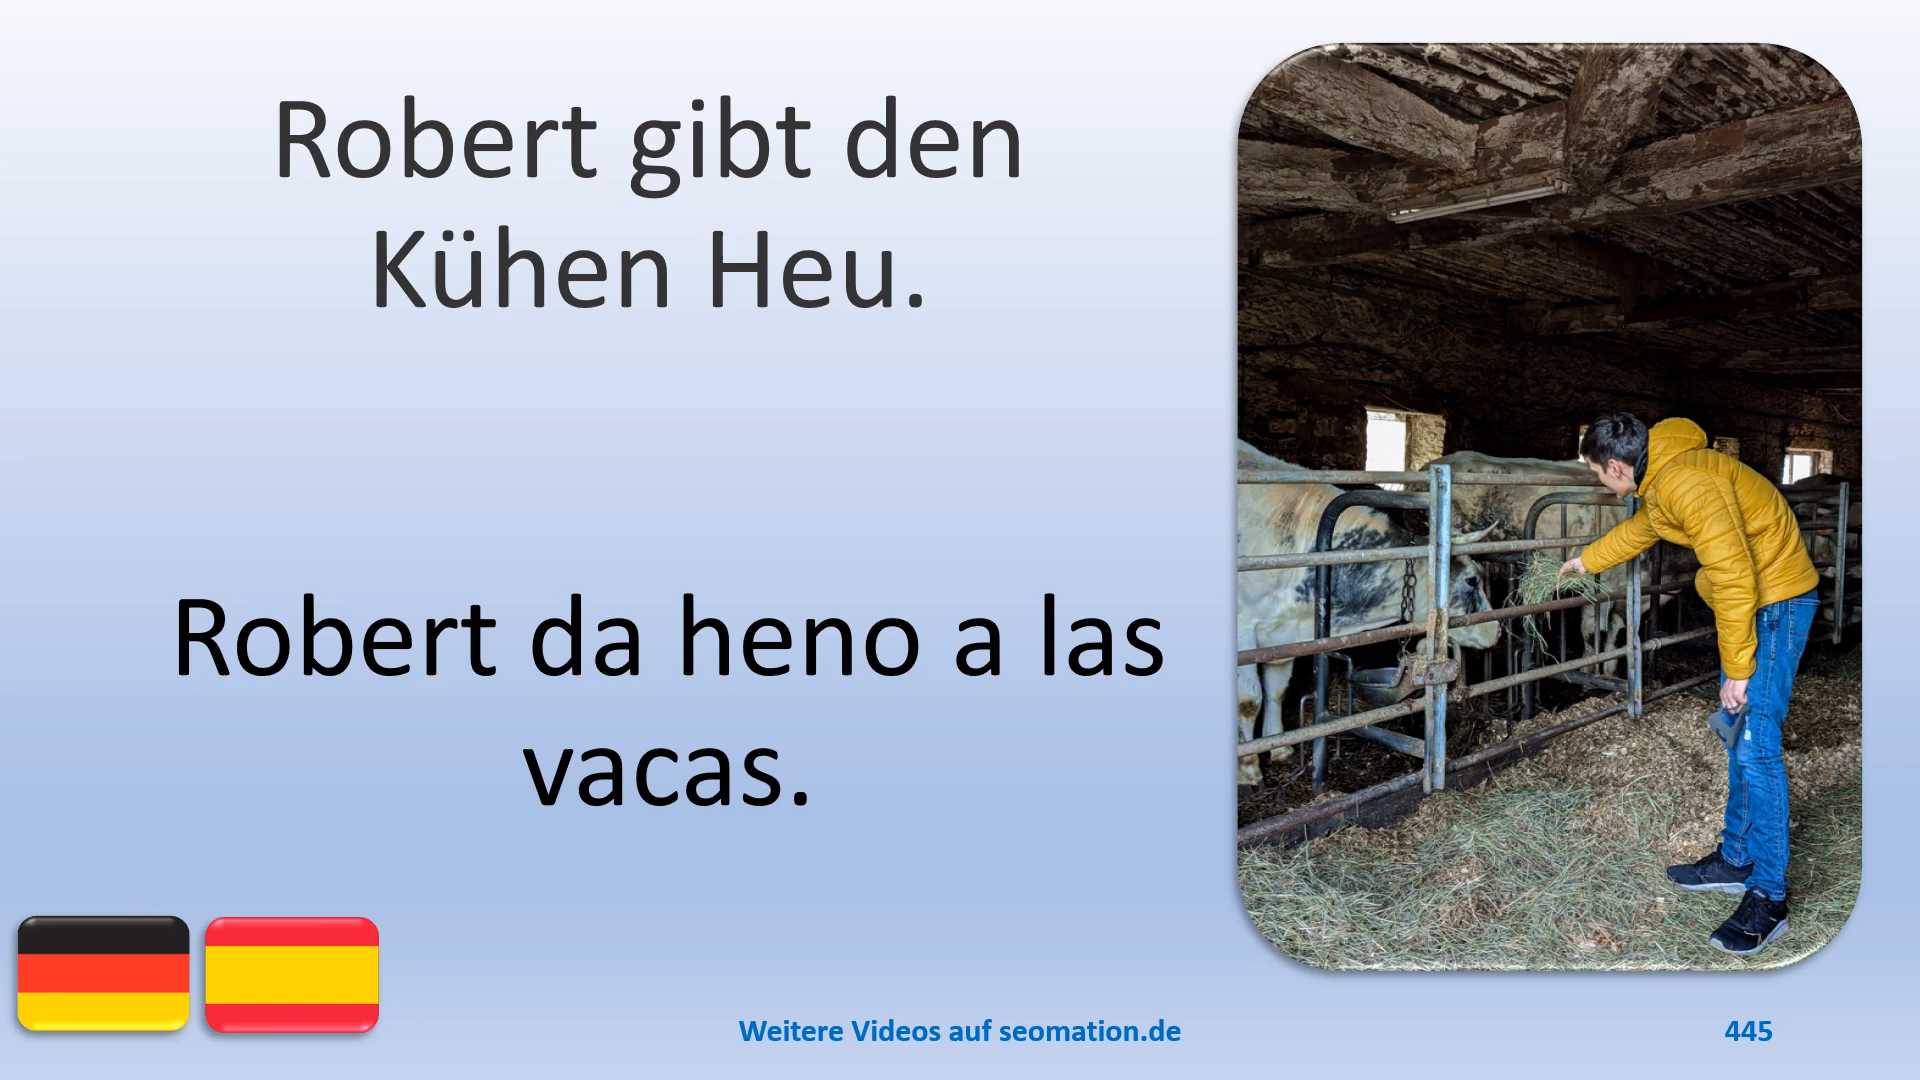 Robert gibt den
Kühen Heu.
Robert da heno a las
vacas.
Weitere Videos auf seomation.de
445